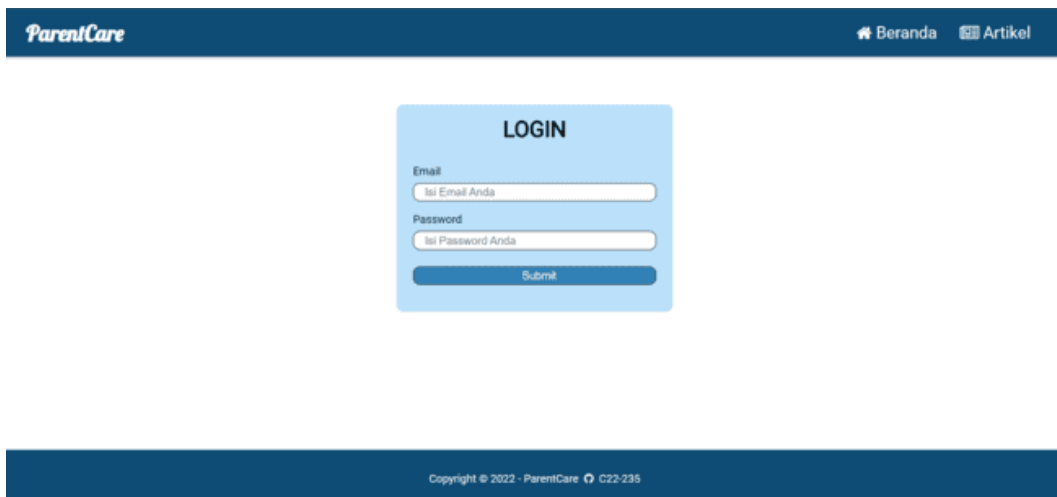 ParentCare
Beranda Artikel
LOGIN
Email
Isi Email Anda
Password
Isi Password Anda
Submit
Copyright © 2022 - ParentCare C22-235